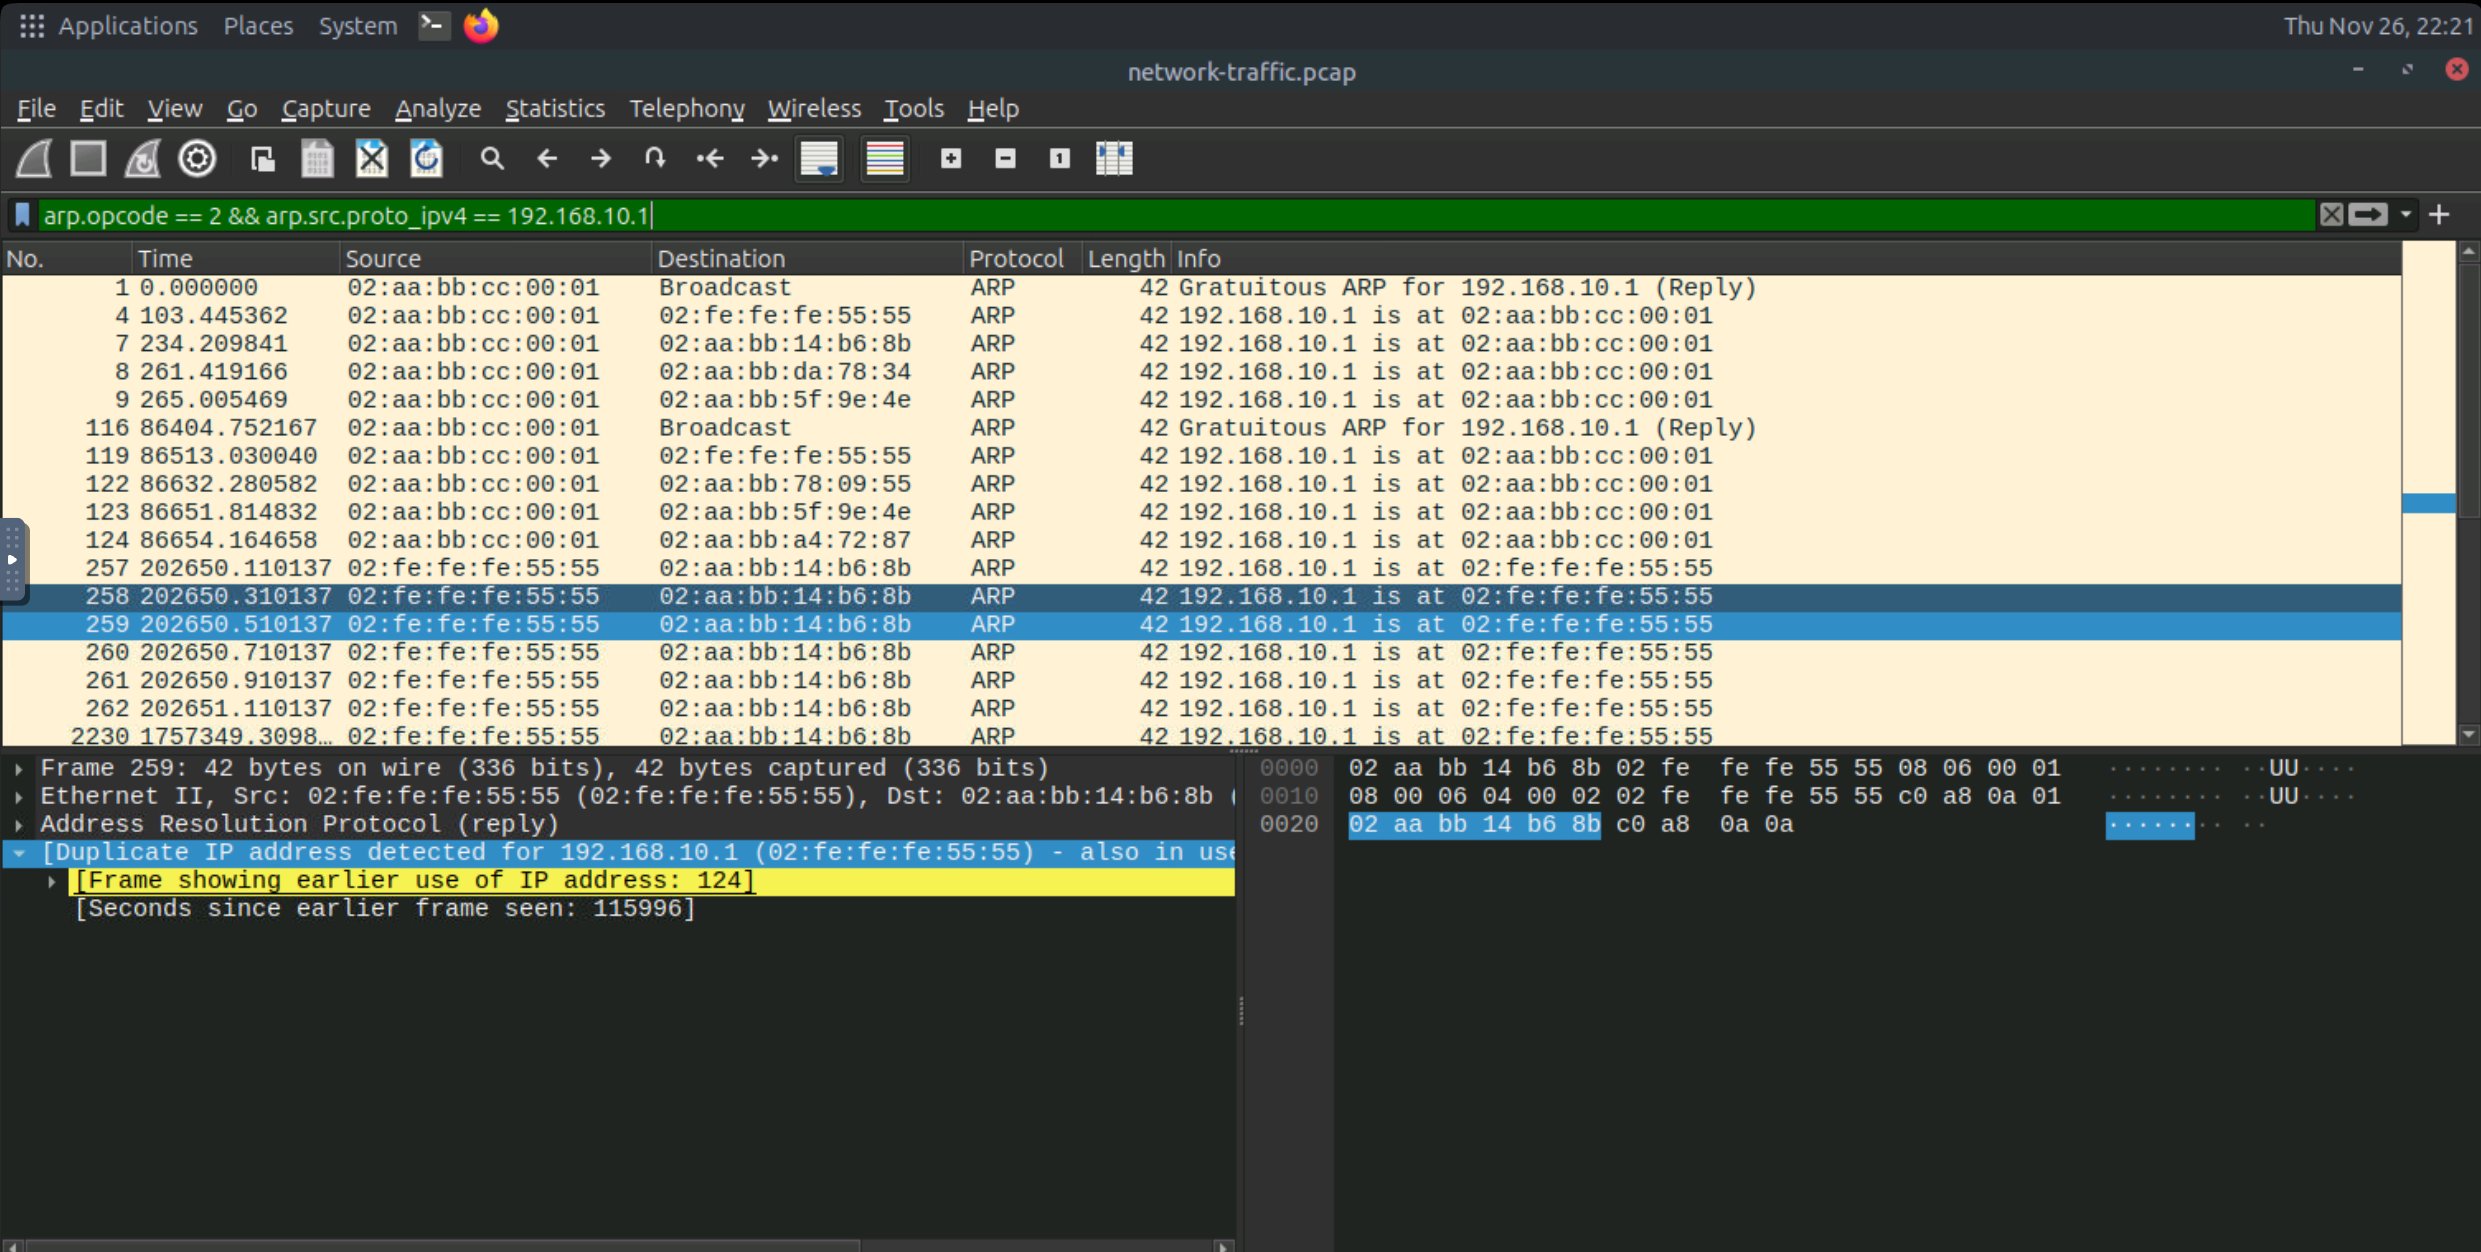 Applications Places System Thu Nov 26, 22:21
network-traffic.pcap
File Edit View Go Capture Analyze Statistics Telephony Wireless Tools Help
arp.opcode == 2 && arp.src.proto_ipv4 == 192.168.10.1
No. Time Source Destination Protocol Length Info
1 0.000000 02:aa:bb:cc:00:01 Broadcast ARP 42 Gratuitous ARP for 192.168.10.1 (Reply)
4 103.445362 02:aa:bb:cc:00:01 02:fe:fe:fe:55:55 ARP 42 192.168.10.1 is at 02:aa:bb:cc:00:01
7 234.209841 02:aa:bb:cc:00:01 02:aa:bb:14:b6:8b ARP 42 192.168.10.1 is at 02:aa:bb:cc:00:01
8 261.419166 02:aa:bb:cc:00:01 02:aa:bb:da:78:34 ARP 42 192.168.10.1 is at 02:aa:bb:cc:00:01
9 265.005469 02:aa:bb:cc:00:01 02:aa:bb:5f:9e:4e ARP 42 192.168.10.1 is at 02:aa:bb:cc:00:01
116 86404.752167 02:aa:bb:cc:00:01 Broadcast ARP 42 Gratuitous ARP for 192.168.10.1 (Reply)
119 86513.030040 02:aa:bb:cc:00:01 02:fe:fe:fe:55:55 ARP 42 192.168.10.1 is at 02:aa:bb:cc:00:01
122 86632.280582 02:aa:bb:cc:00:01 02:aa:bb:78:09:55 ARP 42 192.168.10.1 is at 02:aa:bb:cc:00:01
123 86651.814832 02:aa:bb:cc:00:01 02:aa:bb:5f:9e:4e ARP 42 192.168.10.1 is at 02:aa:bb:cc:00:01
124 86654.164658 02:aa:bb:cc:00:01 02:aa:bb:a4:72:87 ARP 42 192.168.10.1 is at 02:aa:bb:cc:00:01
257 202650.110137 02:fe:fe:fe:55:55 02:aa:bb:14:b6:8b ARP 42 192.168.10.1 is at 02:fe:fe:fe:55:55
258 202650.310137 02:fe:fe:fe:55:55 02:aa:bb:14:b6:8b ARP 42 192.168.10.1 is at 02:fe:fe:fe:55:55
259 202650.510137 02:fe:fe:fe:55:55 02:aa:bb:14:b6:8b ARP 42 192.168.10.1 is at 02:fe:fe:fe:55:55
260 202650.710137 02:fe:fe:fe:55:55 02:aa:bb:14:b6:8b ARP 42 192.168.10.1 is at 02:fe:fe:fe:55:55
261 202650.910137 02:fe:fe:fe:55:55 02:aa:bb:14:b6:8b ARP 42 192.168.10.1 is at 02:fe:fe:fe:55:55
262 202651.110137 02:fe:fe:fe:55:55 02:aa:bb:14:b6:8b ARP 42 192.168.10.1 is at 02:fe:fe:fe:55:55
2230 1757349.3098… 02:fe:fe:fe:55:55 02:aa:bb:14:b6:8b ARP 42 192.168.10.1 is at 02:fe:fe:fe:55:55
Frame 259: 42 bytes on wire (336 bits), 42 bytes captured (336 bits)
Ethernet II, Src: 02:fe:fe:fe:55:55 (02:fe:fe:fe:55:55), Dst: 02:aa:bb:14:b6:8b (
Address Resolution Protocol (reply)
[Duplicate IP address detected for 192.168.10.1 (02:fe:fe:fe:55:55) - also in use
[Frame showing earlier use of IP address: 124]
[Seconds since earlier frame seen: 115996]
0000 02 aa bb 14 b6 8b 02 fe fe fe 55 55 08 06 00 01 ········ ··UU····
0010 08 00 06 04 00 02 02 fe fe fe 55 55 c0 a8 0a 01 ········ ··UU····
0020 02 aa bb 14 b6 8b c0 a8 0a 0a ········ ··